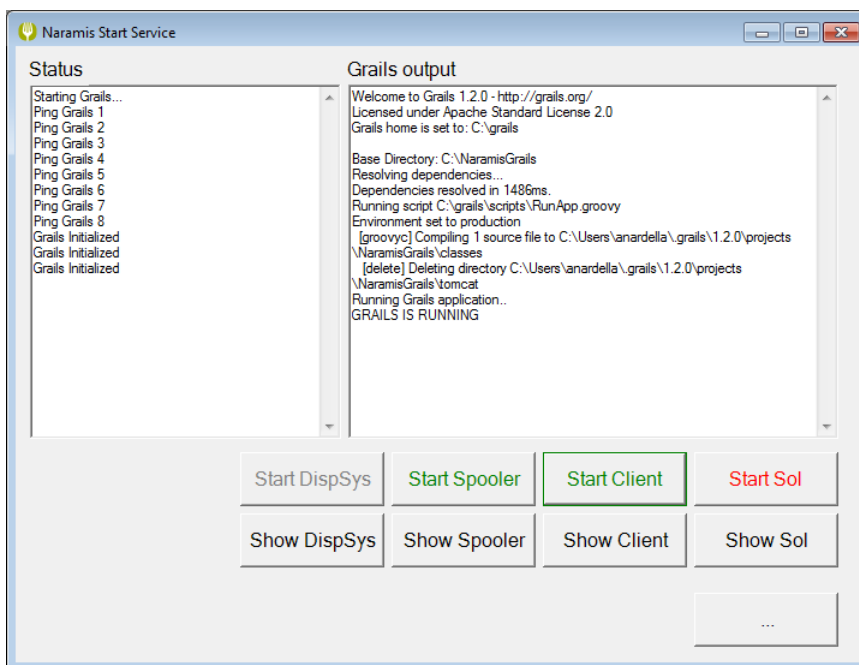 Naramis Start Service
Status
Starting Grails...
Ping Grails 1
Ping Grails 2
Ping Grails 3
Ping Grails 4
Ping Grails 5
Ping Grails 6
Ping Grails 7
Ping Grails 8
Grails Initialized
Grails Initialized
Grails Initialized
Grails output
Welcome to Grails 1.2.0 - http://grails.org/
Licensed under Apache Standard License 2.0
Grails home is set to: C:\grails
Base Directory: C:\NaramisGrails
Resolving dependencies...
Dependencies resolved in 1486ms.
Running script C:\grails\scripts\RunApp.groovy
Environment set to production
[groovyc] Compiling 1 source file to C:\Users\anardella\.grails\1.2.0\projects
\NaramisGrails\classes
[delete] Deleting directory C:\Users\anardella\.grails\1.2.0\projects
\NaramisGrails\tomcat
Running Grails application..
GRAILS IS RUNNING
Start DispSys
Start Spooler
Start Client
Start Sol
Show DispSys
Show Spooler
Show Client
Show Sol
...